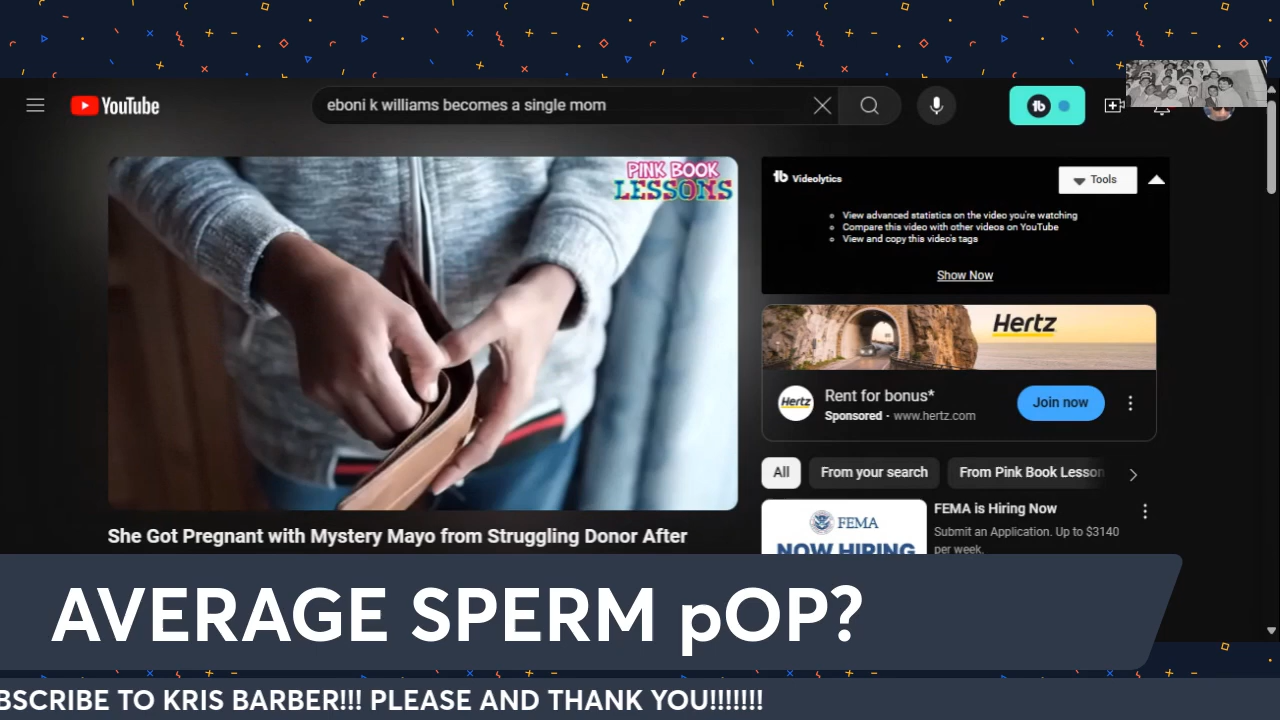 YouTube
eboni k williams becomes a single mom
PINK BOOK
LESSONS
Videolytics
Tools
View advanced statistics on the video you're watching
Compare this video with other videos on YouTube
View and copy this video's tags
Show Now
Hertz
Hertz
Rent for bonus*
Sponsored · www.hertz.com
Join now
All
From your search
From Pink Book Lesson
FEMA
NOW HIRING
FEMA is Hiring Now
Submit an Application. Up to $3140
per week.
She Got Pregnant with Mystery Mayo from Struggling Donor After
AVERAGE SPERM pOP?
BSCRIBE TO KRIS BARBER!!! PLEASE AND THANK YOU!!!!!!!